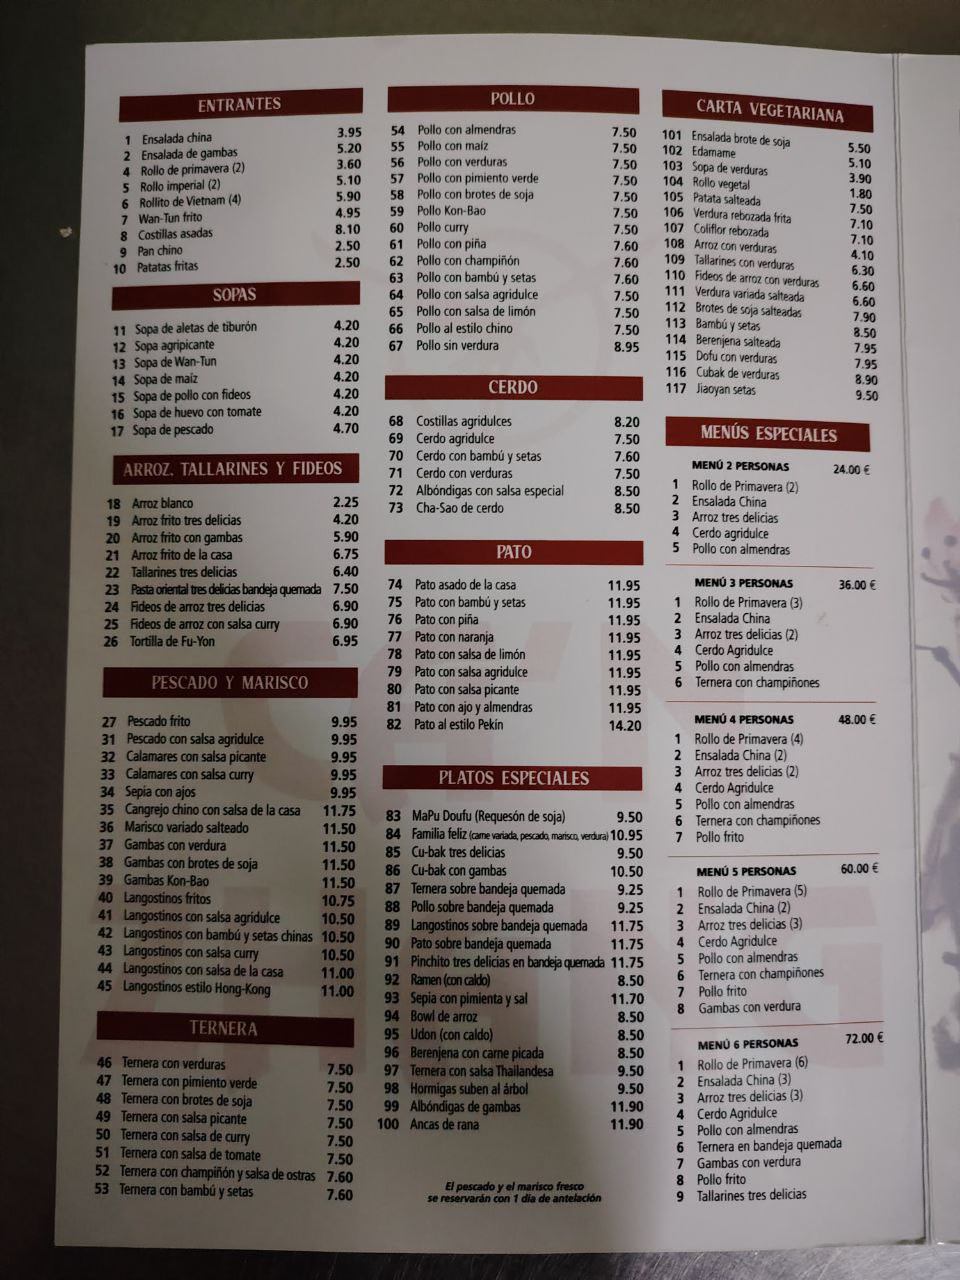 ENTRANTES
1 Ensalada china 3.95
2 Ensalada de gambas 5.20
4 Rollo de primavera (2) 3.60
5 Rollo imperial (2) 5.10
6 Rollito de Vietnam (4) 5.90
7 Wan-Tun frito 4.95
8 Costillas asadas 8.10
9 Pan chino 2.50
10 Patatas fritas 2.50
SOPAS
11 Sopa de aletas de tiburón 4.20
12 Sopa agripicante 4.20
13 Sopa de Wan-Tun 4.20
14 Sopa de maíz 4.20
15 Sopa de pollo con fideos 4.20
16 Sopa de huevo con tomate 4.20
17 Sopa de pescado 4.70
ARROZ. TALLARINES Y FIDEOS
18 Arroz blanco 2.25
19 Arroz frito tres delicias 4.20
20 Arroz frito con gambas 5.90
21 Arroz frito de la casa 6.75
22 Tallarines tres delicias 6.40
23 Pasta oriental tres delicias bandeja quemada 7.50
24 Fideos de arroz tres delicias 6.90
25 Fideos de arroz con salsa curry 6.90
26 Tortilla de Fu-Yon 6.95
PESCADO Y MARISCO
27 Pescado frito 9.95
31 Pescado con salsa agridulce 9.95
32 Calamares con salsa picante 9.95
33 Calamares con salsa curry 9.95
34 Sepia con ajos 9.95
35 Cangrejo chino con salsa de la casa 11.75
36 Marisco variado salteado 11.50
37 Gambas con verdura 11.50
38 Gambas con brotes de soja 11.50
39 Gambas Kon-Bao 11.50
40 Langostinos fritos 10.75
41 Langostinos con salsa agridulce 10.50
42 Langostinos con bambú y setas chinas 10.50
43 Langostinos con salsa curry 10.50
44 Langostinos con salsa de la casa 11.00
45 Langostinos estilo Hong-Kong 11.00
TERNERA
46 Ternera con verduras 7.50
47 Ternera con pimiento verde 7.50
48 Ternera con brotes de soja 7.50
49 Ternera con salsa picante 7.50
50 Ternera con salsa de curry 7.50
51 Ternera con salsa de tomate 7.50
52 Ternera con champiñón y salsa de ostras 7.60
53 Ternera con bambú y setas 7.60
POLLO
54 Pollo con almendras 7.50
55 Pollo con maíz 7.50
56 Pollo con verduras 7.50
57 Pollo con pimiento verde 7.50
58 Pollo con brotes de soja 7.50
59 Pollo Kon-Bao 7.50
60 Pollo curry 7.50
61 Pollo con piña 7.60
62 Pollo con champiñón 7.60
63 Pollo con bambú y setas 7.60
64 Pollo con salsa agridulce 7.50
65 Pollo con salsa de limón 7.50
66 Pollo al estilo chino 7.50
67 Pollo sin verdura 8.95
CERDO
68 Costillas agridulces 8.20
69 Cerdo agridulce 7.50
70 Cerdo con bambú y setas 7.60
71 Cerdo con verduras 7.50
72 Albóndigas con salsa especial 8.50
73 Cha-Sao de cerdo 8.50
PATO
74 Pato asado de la casa 11.95
75 Pato con bambú y setas 11.95
76 Pato con piña 11.95
77 Pato con naranja 11.95
78 Pato con salsa de limón 11.95
79 Pato con salsa agridulce 11.95
80 Pato con salsa picante 11.95
81 Pato con ajo y almendras 11.95
82 Pato al estilo Pekín 14.20
PLATOS ESPECIALES
83 MaPu Doufu (Requesón de soja) 9.50
84 Familia feliz (carne variada, pescado, marisco, verdura) 10.95
85 Cu-bak tres delicias 9.50
86 Cu-bak con gambas 10.50
87 Ternera sobre bandeja quemada 9.25
88 Pollo sobre bandeja quemada 9.25
89 Langostinos sobre bandeja quemada 11.75
90 Pato sobre bandeja quemada 11.75
91 Pinchito tres delicias en bandeja quemada 11.75
92 Ramen (con caldo) 8.50
93 Sepia con pimienta y sal 11.70
94 Bowl de arroz 8.50
95 Udon (con caldo) 8.50
96 Berenjena con carne picada 8.50
97 Ternera con salsa Thailandesa 9.50
98 Hormigas suben al árbol 9.50
99 Albóndigas de gambas 11.90
100 Ancas de rana 11.90
El pescado y el marisco fresco
se reservarán con 1 día de antelación
CARTA VEGETARIANA
101 Ensalada brote de soja 5.50
102 Edamame 5.10
103 Sopa de verduras 3.90
104 Rollo vegetal 1.80
105 Patata salteada 7.50
106 Verdura rebozada frita 7.10
107 Coliflor rebozada 7.10
108 Arroz con verduras 4.10
109 Tallarines con verduras 6.30
110 Fideos de arroz con verduras 6.60
111 Verdura variada salteada 6.60
112 Brotes de soja salteadas 7.90
113 Bambú y setas 8.50
114 Berenjena salteada 7.95
115 Dofu con verduras 7.95
116 Cubak de verduras 8.90
117 Jiaoyan setas 9.50
MENÚS ESPECIALES
MENÚ 2 PERSONAS 24.00 €
1 Rollo de Primavera (2)
2 Ensalada China
3 Arroz tres delicias
4 Cerdo agridulce
5 Pollo con almendras
MENÚ 3 PERSONAS 36.00 €
1 Rollo de Primavera (3)
2 Ensalada China
3 Arroz tres delicias (2)
4 Cerdo Agridulce
5 Pollo con almendras
6 Ternera con champiñones
MENÚ 4 PERSONAS 48.00 €
1 Rollo de Primavera (4)
2 Ensalada China (2)
3 Arroz tres delicias (2)
4 Cerdo Agridulce
5 Pollo con almendras
6 Ternera con champiñones
7 Pollo frito
MENÚ 5 PERSONAS 60.00 €
1 Rollo de Primavera (5)
2 Ensalada China (2)
3 Arroz tres delicias (3)
4 Cerdo Agridulce
5 Pollo con almendras
6 Ternera con champiñones
7 Pollo frito
8 Gambas con verdura
MENÚ 6 PERSONAS 72.00 €
1 Rollo de Primavera (6)
2 Ensalada China (3)
3 Arroz tres delicias (3)
4 Cerdo Agridulce
5 Pollo con almendras
6 Ternera en bandeja quemada
7 Gambas con verdura
8 Pollo frito
9 Tallarines tres delicias